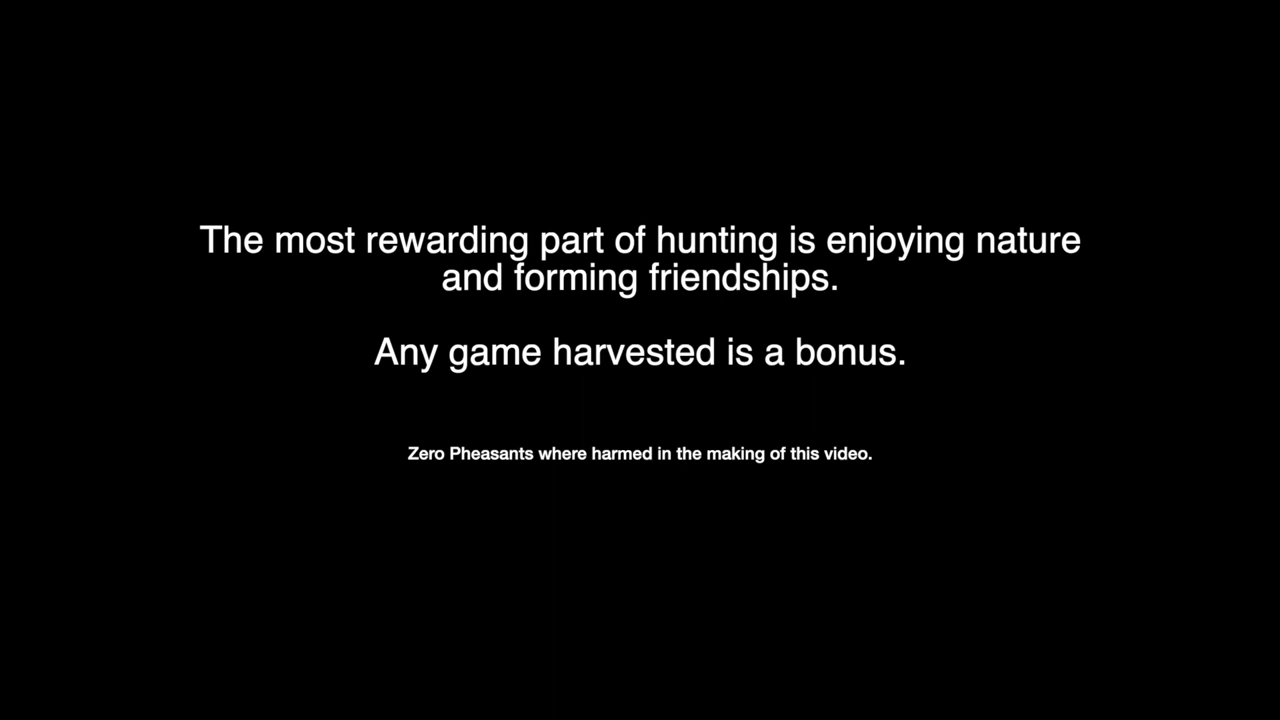 The most rewarding part of hunting is enjoying nature
and forming friendships.
Any game harvested is a bonus.
Zero Pheasants where harmed in the making of this video.